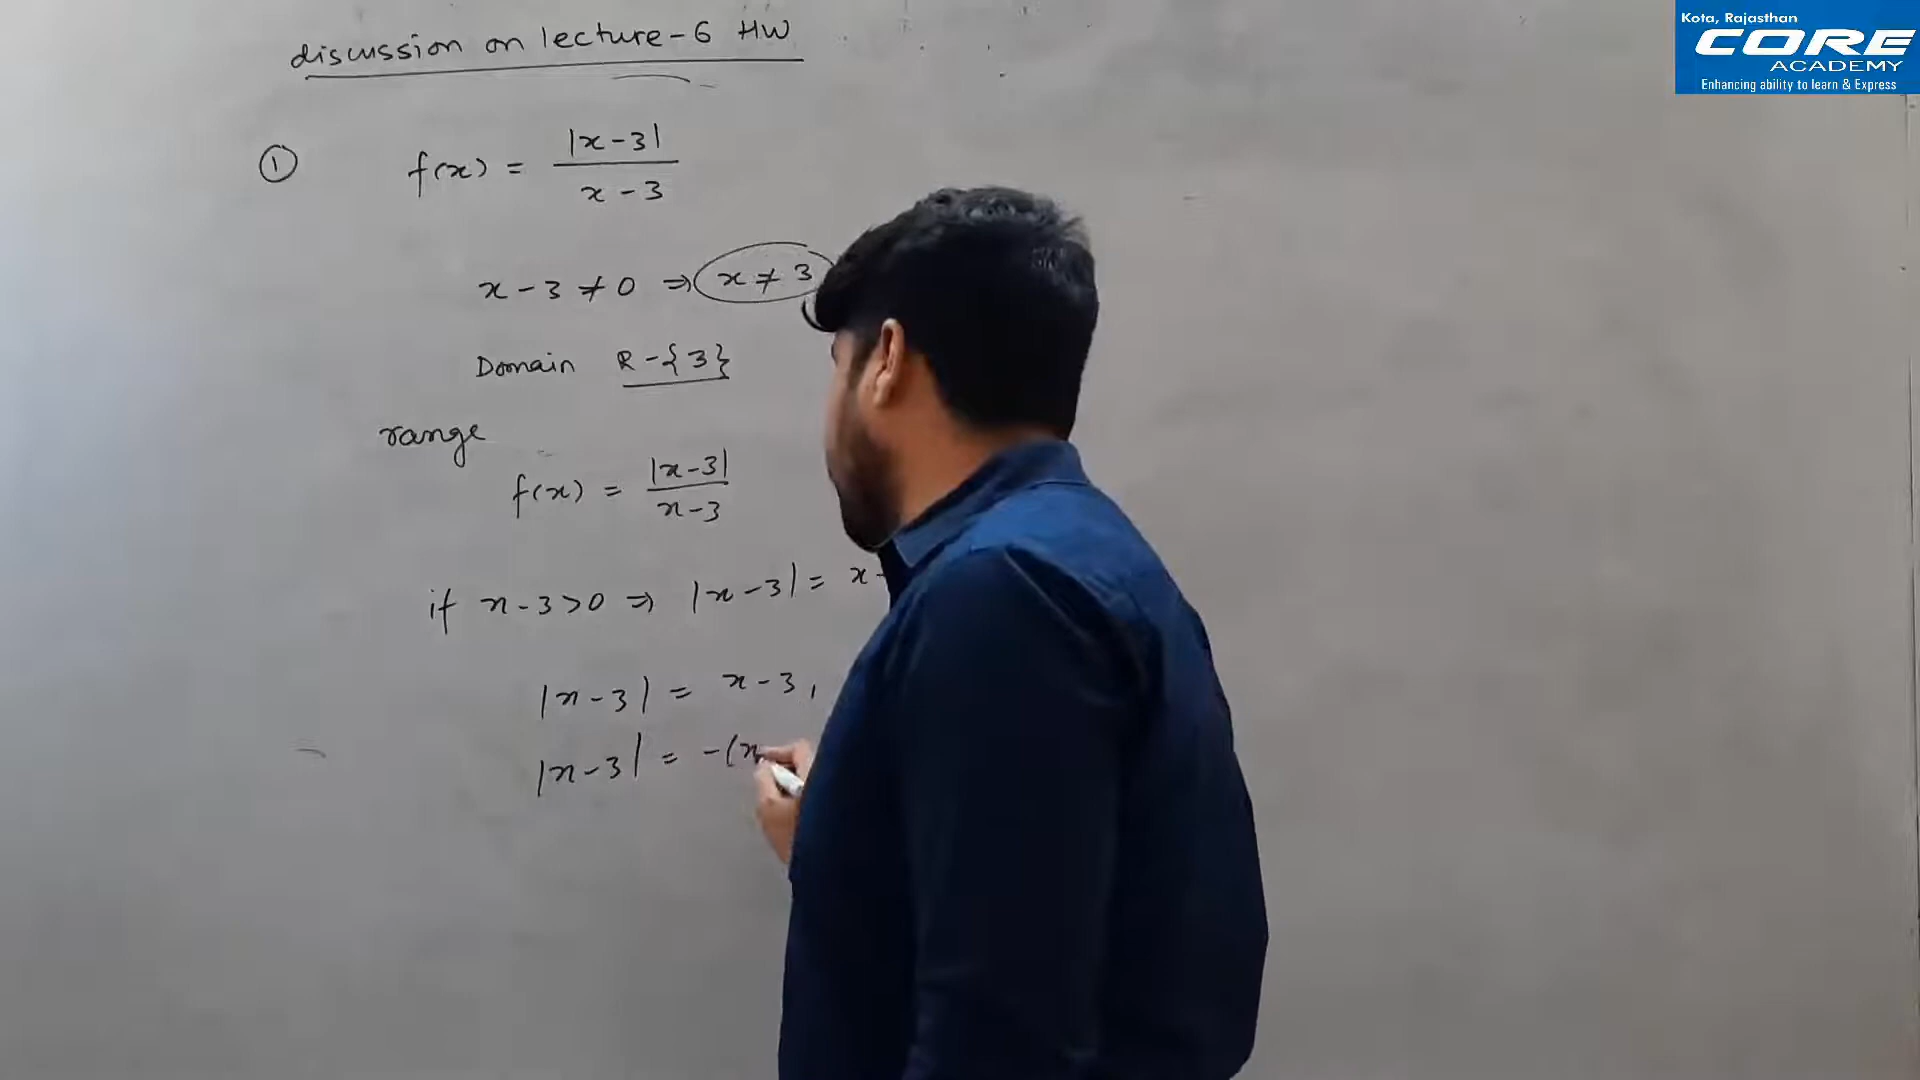 discussion on lecture-6 HW
Kota, Rajasthan
CORE
ACADEMY
Enhancing ability to learn & Express
① f(x) = |x-3| / x-3
x-3 ≠ 0 ⇒ x ≠ 3
Domain R-{3}
range
f(x) = |x-3| / x-3
if x-3>0 ⇒ |x-3| = x-
|x-3| = x-3,
|x-3| = -(x